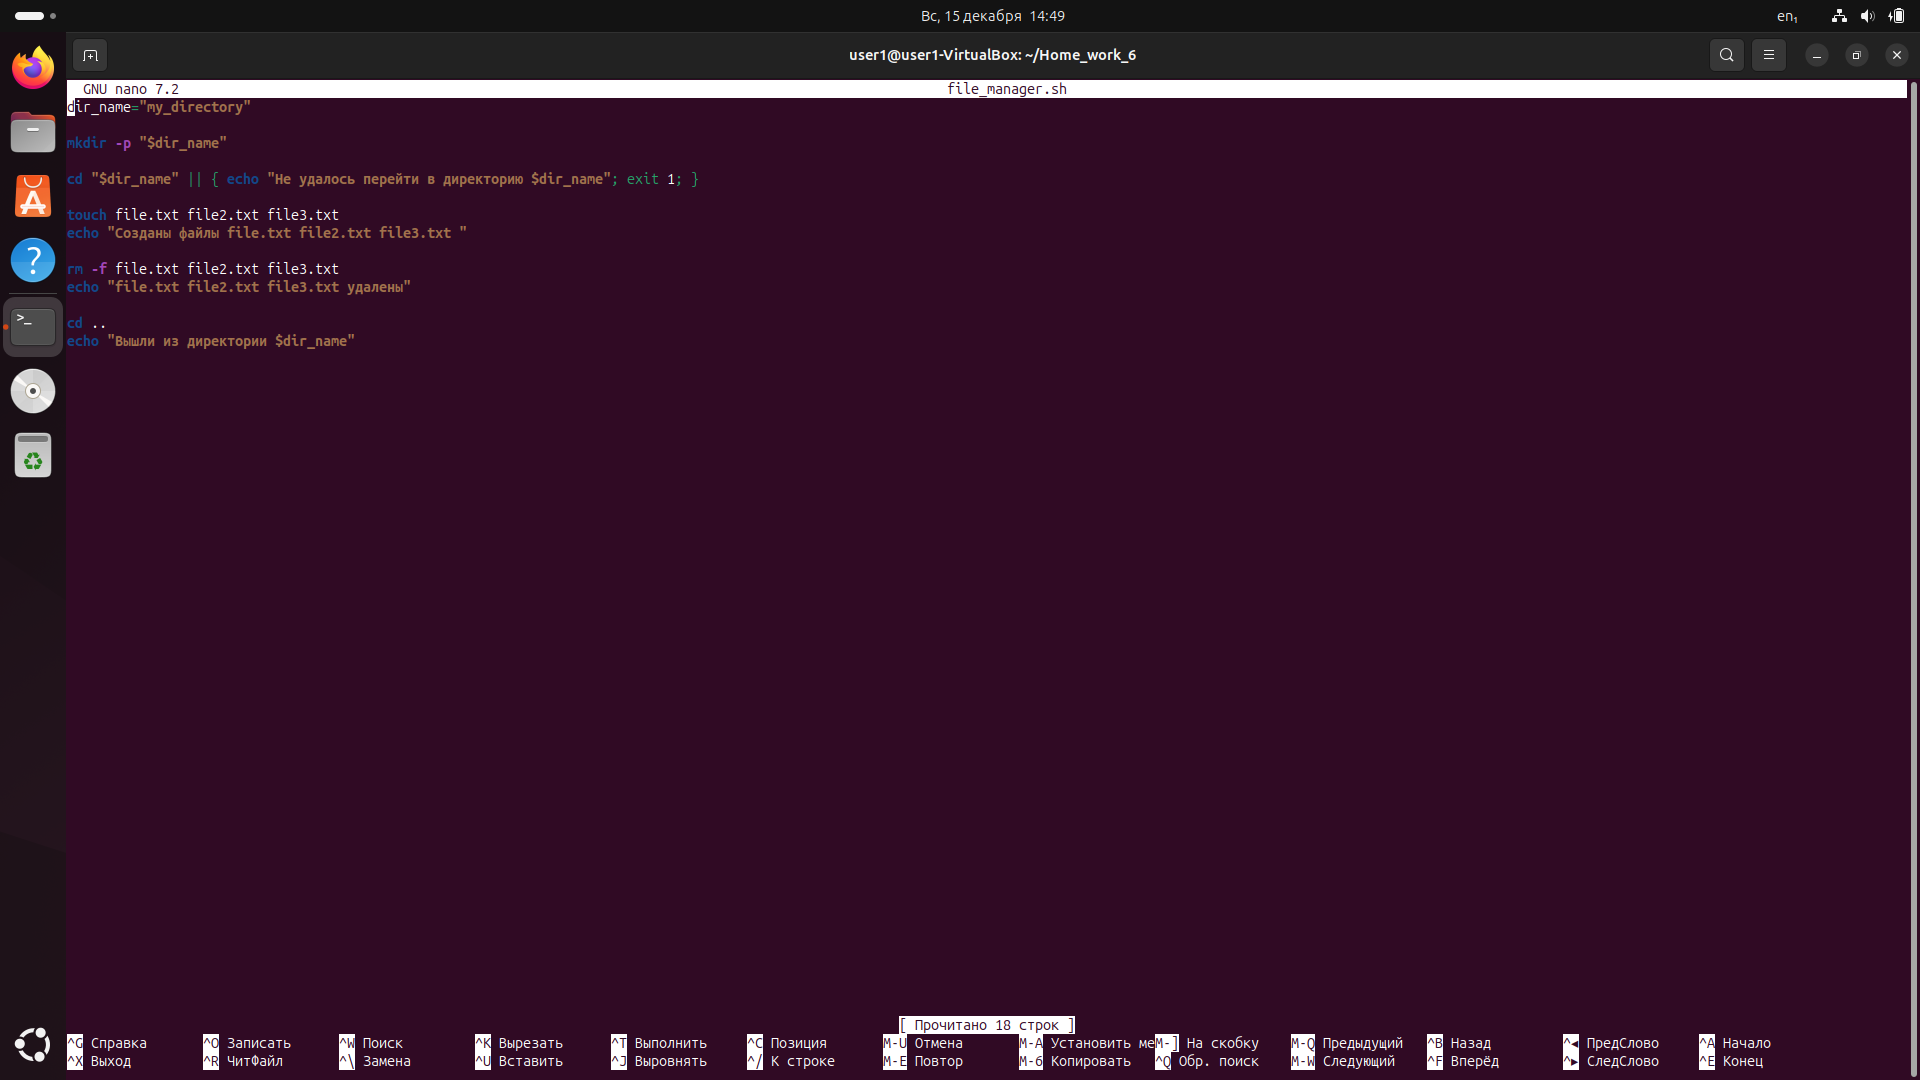 Вс, 15 декабря 14:49
en₁
user1@user1-VirtualBox: ~/Home_work_6
GNU nano 7.2 file_manager.sh
dir_name="my_directory"
mkdir -p "$dir_name"
cd "$dir_name" || { echo "Не удалось перейти в директорию $dir_name"; exit 1; }
touch file.txt file2.txt file3.txt
echo "Созданы файлы file.txt file2.txt file3.txt "
rm -f file.txt file2.txt file3.txt
echo "file.txt file2.txt file3.txt удалены"
cd ..
echo "Вышли из директории $dir_name"
[ Прочитано 18 строк ]
^G Справка ^O Записать ^W Поиск ^K Вырезать ^T Выполнить ^C Позиция M-U Отмена M-A Установить меM-] На скобку M-Q Предыдущий ^B Назад ^◂ ПредСлово ^A Начало
^X Выход ^R ЧитФайл ^\ Замена ^U Вставить ^J Выровнять ^/ К строке M-E Повтор M-6 Копировать ^Q Обр. поиск M-W Следующий ^F Вперёд ^▸ СледСлово ^E Конец